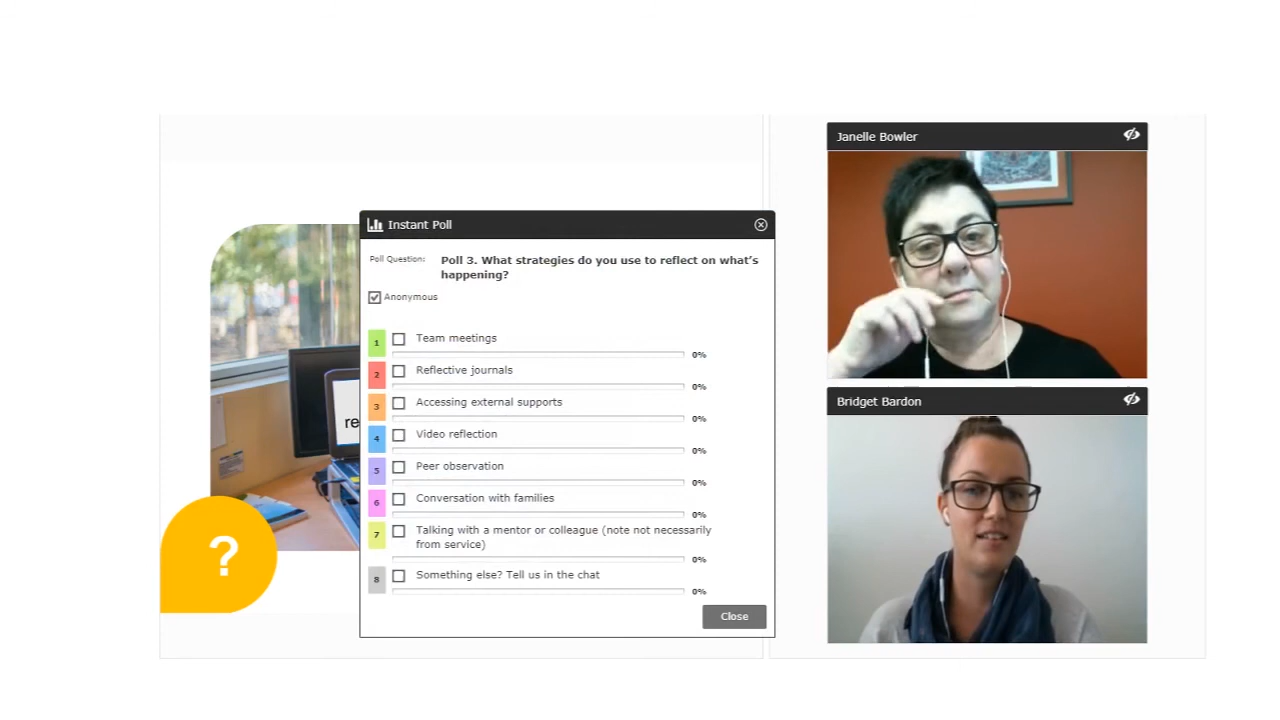 Janelle Bowler
Instant Poll
Poll Question:
Poll 3. What strategies do you use to reflect on what’s
happening?
Anonymous
1 Team meetings
0%
2 Reflective journals
0%
3 Accessing external supports
0%
4 Video reflection
0%
5 Peer observation
0%
6 Conversation with families
0%
7 Talking with a mentor or colleague (note not necessarily
from service)
0%
8 Something else? Tell us in the chat
0%
Close
re
?
Bridget Bardon